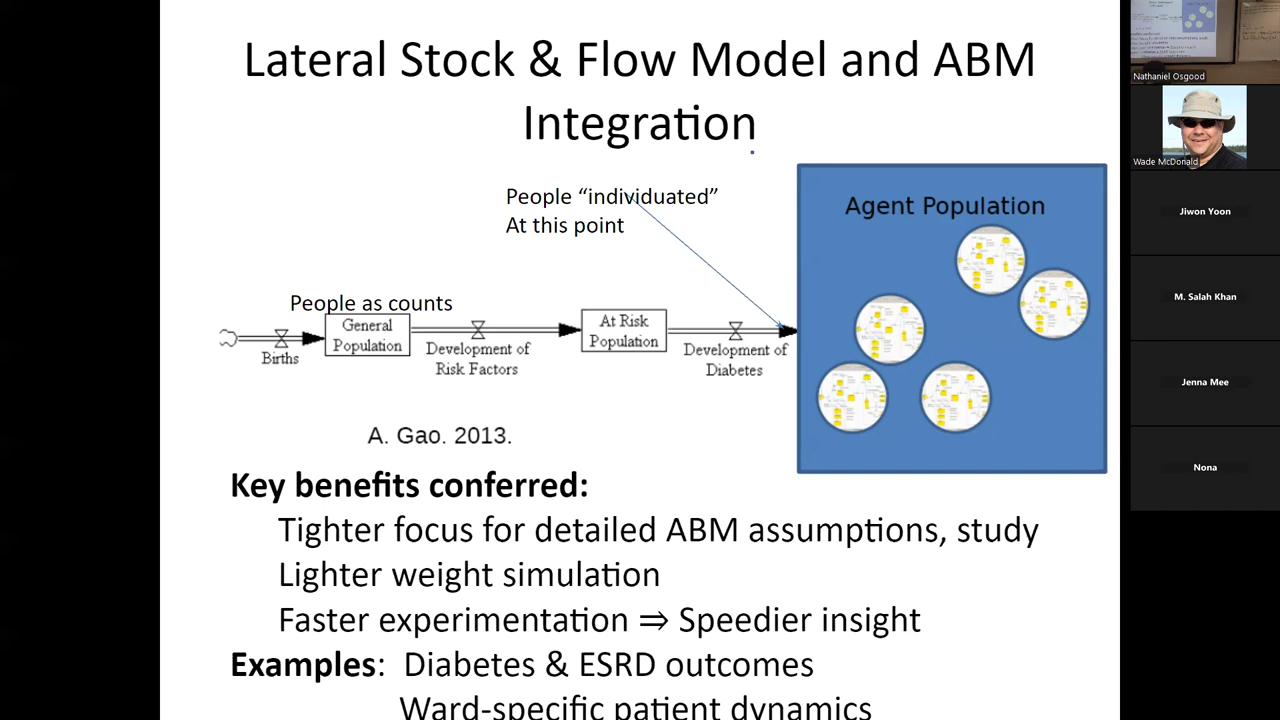 Lateral Stock & Flow Model and ABM
Integration
People “individuated”
At this point
Agent Population
People as counts
General
Population
At Risk
Population
Births
Development of
Risk Factors
Development of
Diabetes
A. Gao. 2013.
Key benefits conferred:
Tighter focus for detailed ABM assumptions, study
Lighter weight simulation
Faster experimentation ⇒ Speedier insight
Examples: Diabetes & ESRD outcomes
Ward-specific patient dynamics
Nathaniel Osgood
Wade McDonald
Jiwon Yoon
M. Salah Khan
Jenna Mee
Nona